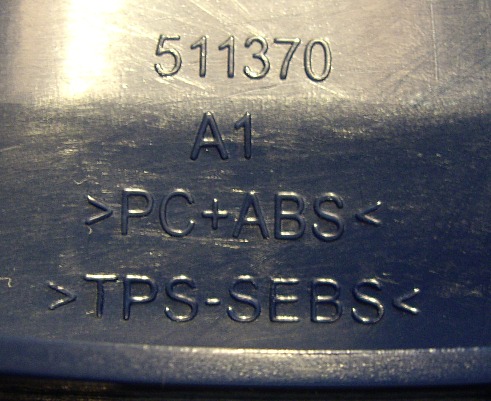 511370
A1
>PC+ABS<
>TPS-SEBS<